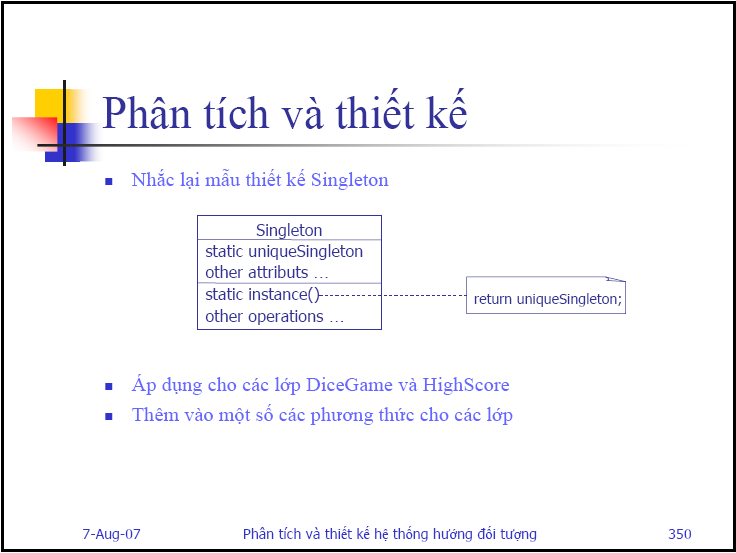 Phân tích và thiết kế
Nhắc lại mẫu thiết kế Singleton
Singleton
static uniqueSingleton
other attributs …
static instance()
other operations …
return uniqueSingleton;
Áp dụng cho các lớp DiceGame và HighScore
Thêm vào một số các phương thức cho các lớp
7-Aug-07
Phân tích và thiết kế hệ thống hướng đối tượng
350